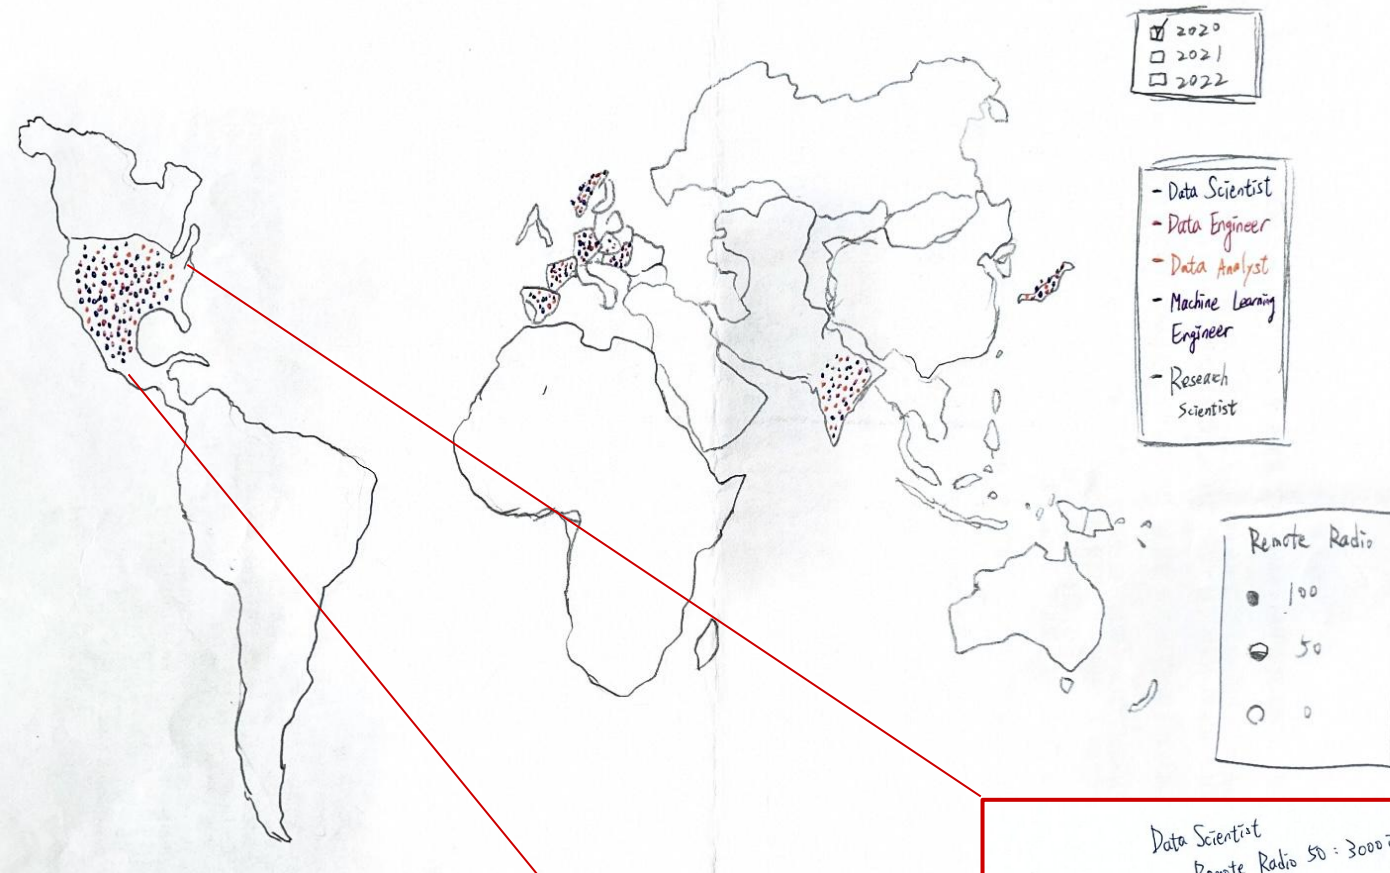 2020
2021
2022
- Data Scientist
- Data Engineer
- Data Analyst
- Machine Learning
Engineer
- Research
Scientist
Remote Radio
100
50
0
Data Scientist
Remote Radio 50 : 3000